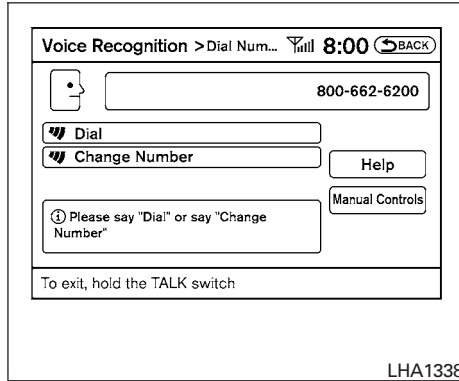 Voice Recognition > Dial Num... 8:00 BACK
800-662-6200
Dial
Change Number
Help
Manual Controls
Please say "Dial" or say "Change
Number"
To exit, hold the TALK switch
LHA1338